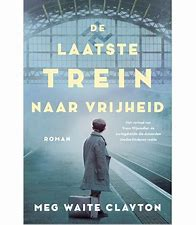 DE
LAATSTE
TREIN
NAAR VRIJHEID
ROMAN
MEG WAITE CLAYTON